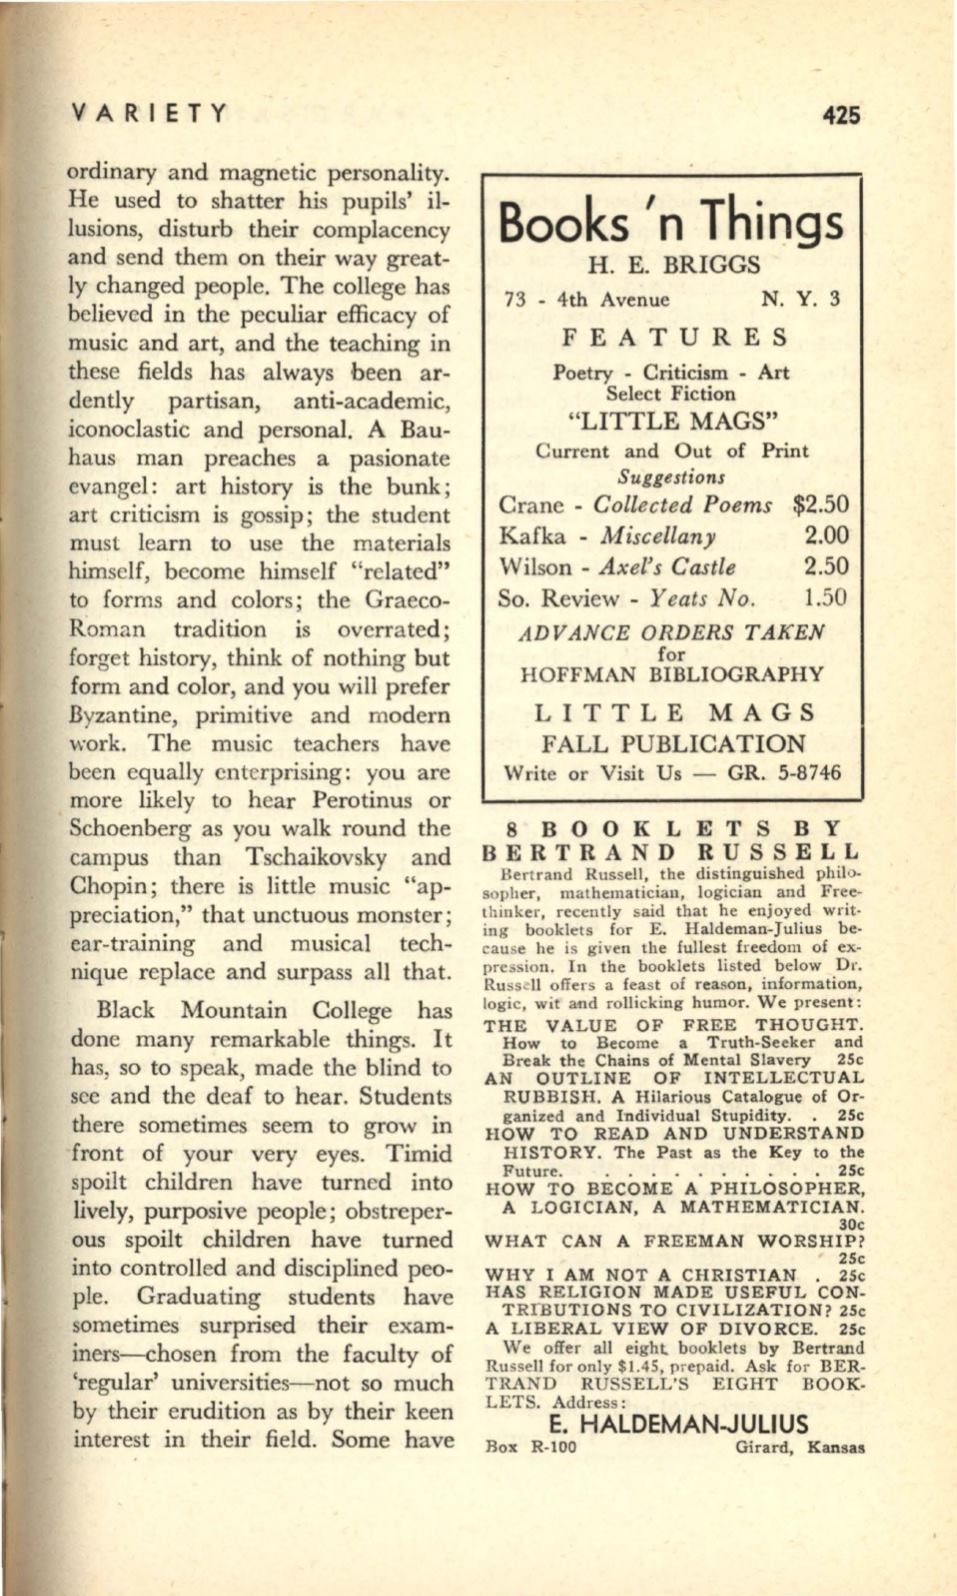 VARIETY
425
ordinary and magnetic personality.
He used to shatter his pupils' il-
lusions, disturb their complacency
and send them on their way great-
ly changed people. The college has
believed in the peculiar efficacy of
music and art, and the teaching in
these fields has always been ar-
dently partisan, anti-academic,
iconoclastic and personal. A Bau-
haus man preaches a pasionate
evangel: art history is the bunk;
art criticism is gossip; the student
must learn to use the materials
himself, become himself "related"
to forms and colors; the Graeco-
Roman tradition is overrated;
forget history, think of nothing but
form and color, and you will prefer
Byzantine, primitive and modern
work. The music teachers have
been equally enterprising: you are
more likely to hear Perotinus or
Schoenberg as you walk round the
campus than Tschaikovsky and
Chopin; there is little music "ap-
preciation," that unctuous monster;
ear-training and musical tech-
nique replace and surpass all that.
Black Mountain College has
done many remarkable things. It
has, so to speak, made the blind to
see and the deaf to hear. Students
there sometimes seem to grow in
front of your very eyes. Timid
spoilt children have turned into
lively, purposive people; obstreper-
ous spoilt children have turned
into controlled and disciplined peo-
ple. Graduating students have
sometimes surprised their exam-
iners—chosen from the faculty of
'regular' universities—not so much
by their erudition as by their keen
interest in their field. Some have
Books 'n Things
H. E. BRIGGS
73 - 4th Avenue N. Y. 3
FEATURES
Poetry - Criticism - Art
Select Fiction
"LITTLE MAGS"
Current and Out of Print
Suggestions
Crane - Collected Poems $2.50
Kafka - Miscellany 2.00
Wilson - Axel's Castle 2.50
So. Review - Yeats No. 1.50
ADVANCE ORDERS TAKEN
for
HOFFMAN BIBLIOGRAPHY
LITTLE MAGS
FALL PUBLICATION
Write or Visit Us — GR. 5-8746
8 BOOKLETS BY
BERTRAND RUSSELL
Bertrand Russell, the distinguished philo-
sopher, mathematician, logician and Free-
thinker, recently said that he enjoyed writ-
ing booklets for E. Haldeman-Julius be-
cause he is given the fullest freedom of ex-
pression. In the booklets listed below Dr.
Russell offers a feast of reason, information,
logic, wit and rollicking humor. We present:
THE VALUE OF FREE THOUGHT.
How to Become a Truth-Seeker and
Break the Chains of Mental Slavery 25c
AN OUTLINE OF INTELLECTUAL
RUBBISH. A Hilarious Catalogue of Or-
ganized and Individual Stupidity. . 25c
HOW TO READ AND UNDERSTAND
HISTORY. The Past as the Key to the
Future. . . . . . . . . . . . 25c
HOW TO BECOME A PHILOSOPHER,
A LOGICIAN, A MATHEMATICIAN.
30c
WHAT CAN A FREEMAN WORSHIP?
25c
WHY I AM NOT A CHRISTIAN . 25c
HAS RELIGION MADE USEFUL CON-
TRIBUTIONS TO CIVILIZATION? 25c
A LIBERAL VIEW OF DIVORCE. 25c
We offer all eight booklets by Bertrand
Russell for only $1.45, prepaid. Ask for BER-
TRAND RUSSELL'S EIGHT BOOK-
LETS. Address:
E. HALDEMAN-JULIUS
Box R-100 Girard, Kansas